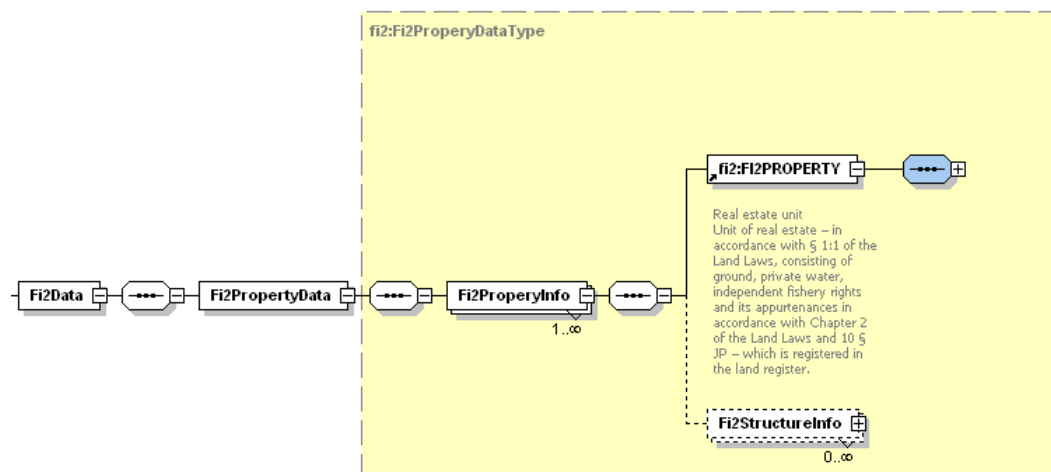 fi2:Fi2ProperyDataType
fi2:FI2PROPERTY
Real estate unit
Unit of real estate – in
accordance with § 1:1 of the
Land Laws, consisting of
ground, private water,
independent fishery rights
and its appurtenances in
accordance with Chapter 2
of the Land Laws and 10 §
JP – which is registered in
the land register.
Fi2Data
Fi2PropertyData
Fi2ProperyInfo
1..∞
Fi2StructureInfo
0..∞